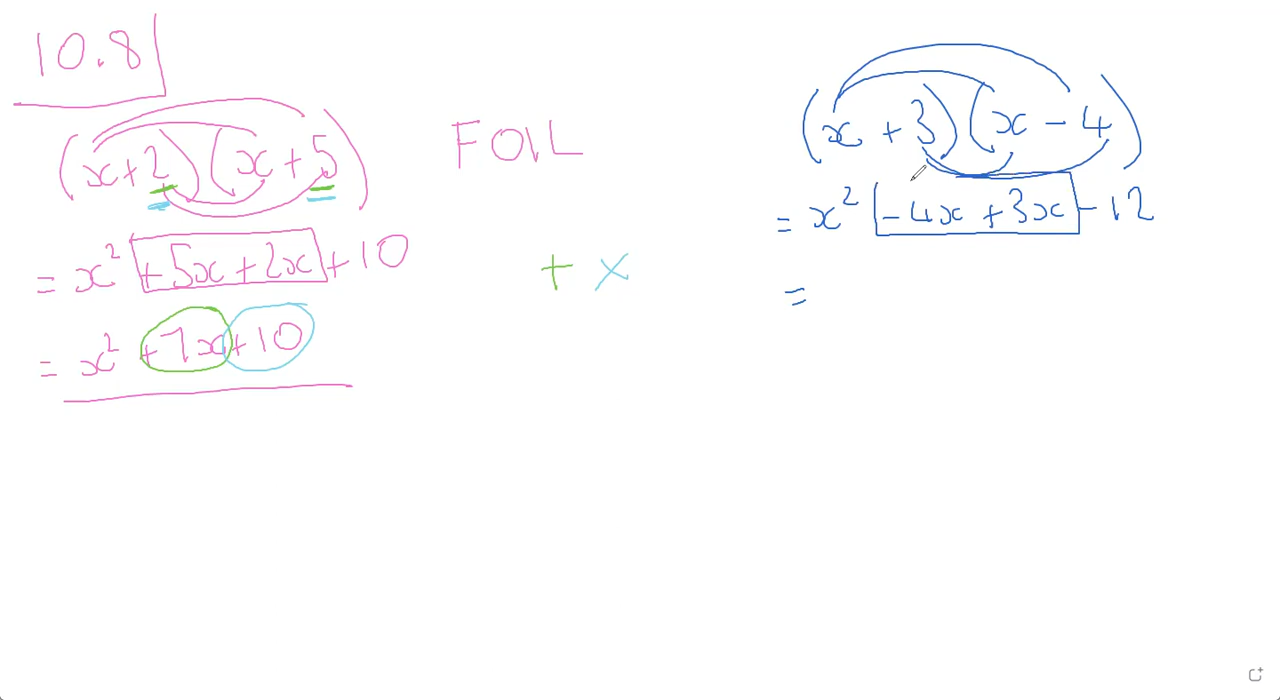 10.8
(x+2)(x+5)
FOIL
= x² +5x+2x +10
+ x
= x² +7x+10
(x +3)(x - 4)
= x² - 4x +3x - 12
=